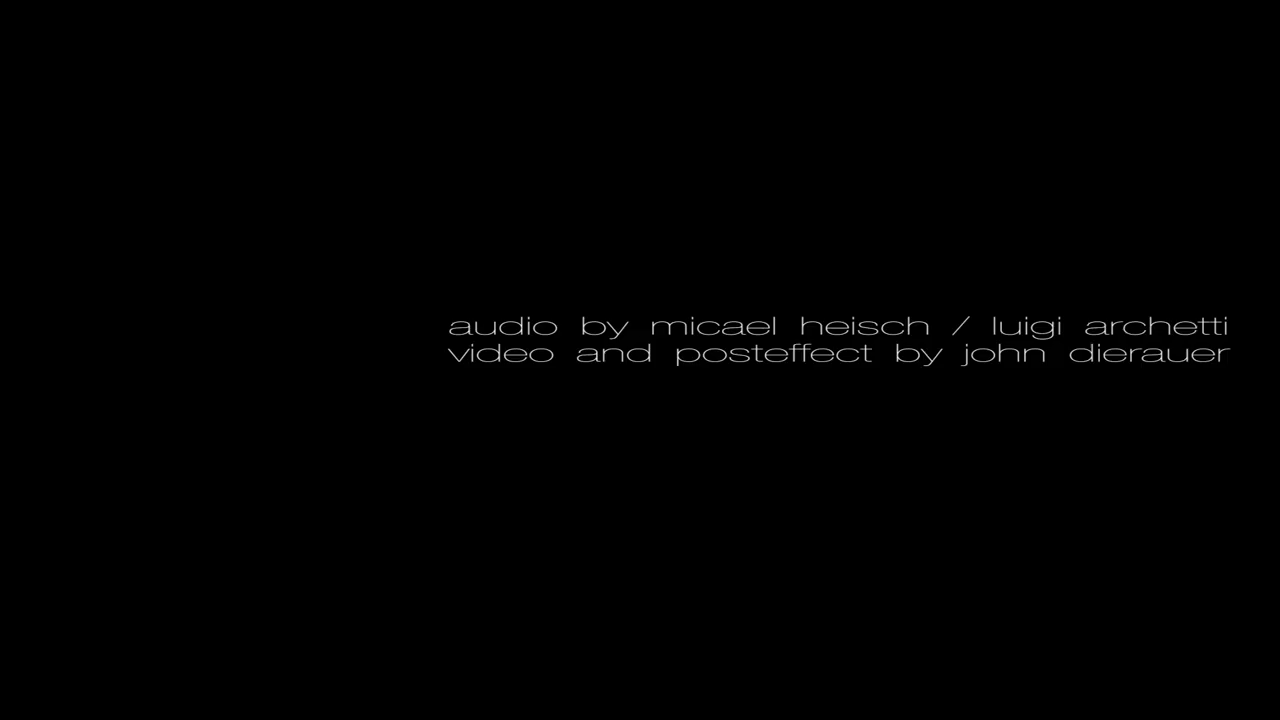 audio by micael heisch / luigi archetti
video and posteffect by john dierauer